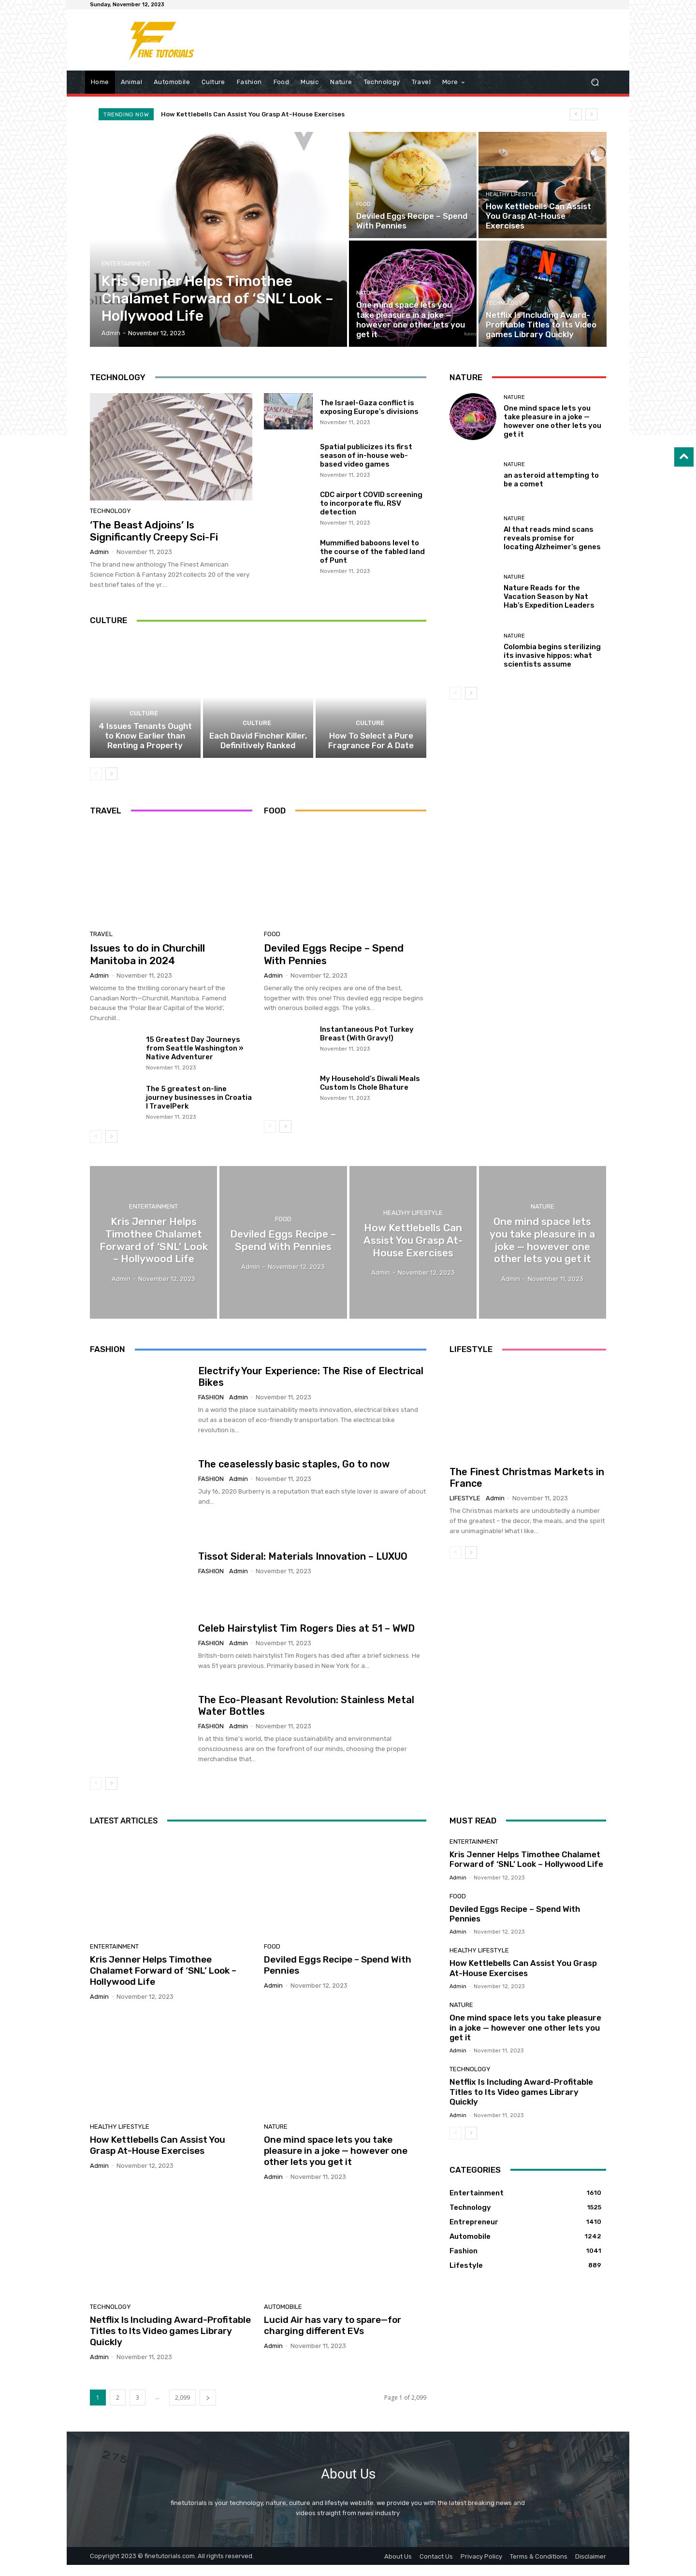 Sunday, November 12, 2023
FINE TUTORIALS
Home Animal Automobile Culture Fashion Food Music Nature Technology Travel More
TRENDING NOW
How Kettlebells Can Assist You Grasp At-House Exercises
ENTERTAINMENT
Kris Jenner Helps Timothee
Chalamet Forward of ‘SNL’ Look –
Hollywood Life
Admin - November 12, 2023
FOOD
Deviled Eggs Recipe – Spend
With Pennies
HEALTHY LIFESTYLE
How Kettlebells Can Assist
You Grasp At-House
Exercises
NATURE
One mind space lets you
take pleasure in a joke —
however one other lets you
get it
TECHNOLOGY
Netflix Is Including Award-
Profitable Titles to Its Video
games Library Quickly
TECHNOLOGY
TECHNOLOGY
‘The Beast Adjoins’ Is
Significantly Creepy Sci-Fi
Admin - November 11, 2023
The brand new anthology The Finest American
Science Fiction & Fantasy 2021 collects 20 of the very
best brief tales of the yr....
The Israel-Gaza conflict is
exposing Europe’s divisions
November 11, 2023
Spatial publicizes its first
season of in-house web-
based video games
November 11, 2023
CDC airport COVID screening
to incorporate flu, RSV
detection
November 11, 2023
Mummified baboons level to
the course of the fabled land
of Punt
November 11, 2023
NATURE
NATURE
One mind space lets you
take pleasure in a joke —
however one other lets you
get it
NATURE
an asteroid attempting to
be a comet
NATURE
AI that reads mind scans
reveals promise for
locating Alzheimer’s genes
NATURE
Nature Reads for the
Vacation Season by Nat
Hab’s Expedition Leaders
NATURE
Colombia begins sterilizing
its invasive hippos: what
scientists assume
CULTURE
CULTURE
4 Issues Tenants Ought
to Know Earlier than
Renting a Property
CULTURE
Each David Fincher Killer,
Definitively Ranked
CULTURE
How To Select a Pure
Fragrance For A Date
TRAVEL
TRAVEL
Issues to do in Churchill
Manitoba in 2024
Admin - November 11, 2023
Welcome to the thrilling coronary heart of the
Canadian North—Churchill, Manitoba. Famend
because the ‘Polar Bear Capital of the World’,
Churchill...
15 Greatest Day Journeys
from Seattle Washington »
Native Adventurer
November 11, 2023
The 5 greatest on-line
journey businesses in Croatia
I TravelPerk
November 11, 2023
FOOD
FOOD
Deviled Eggs Recipe – Spend
With Pennies
Admin - November 12, 2023
Generally the only recipes are one of the best,
together with this one! This deviled egg recipe begins
with onerous boiled eggs. The yolks...
Instantaneous Pot Turkey
Breast (With Gravy!)
November 11, 2023
My Household’s Diwali Meals
Custom Is Chole Bhature
November 11, 2023
ENTERTAINMENT
Kris Jenner Helps
Timothee Chalamet
Forward of ‘SNL’ Look
– Hollywood Life
Admin - November 12, 2023
FOOD
Deviled Eggs Recipe –
Spend With Pennies
Admin - November 12, 2023
HEALTHY LIFESTYLE
How Kettlebells Can
Assist You Grasp At-
House Exercises
Admin - November 12, 2023
NATURE
One mind space lets
you take pleasure in a
joke — however one
other lets you get it
Admin - November 11, 2023
FASHION
Electrify Your Experience: The Rise of Electrical
Bikes
FASHION Admin - November 11, 2023
In a world the place sustainability meets innovation, electrical bikes stand
out as a beacon of eco-friendly transportation. The electrical bike
revolution is...
The ceaselessly basic staples, Go to now
FASHION Admin - November 11, 2023
July 16, 2020 Burberry is a reputation that each style lover is aware of about
and...
Tissot Sideral: Materials Innovation – LUXUO
FASHION Admin - November 11, 2023
Celeb Hairstylist Tim Rogers Dies at 51 – WWD
FASHION Admin - November 11, 2023
British-born celeb hairstylist Tim Rogers has died after a brief sickness. He
was 51 years previous. Primarily based in New York for a...
The Eco-Pleasant Revolution: Stainless Metal
Water Bottles
FASHION Admin - November 11, 2023
In at this time’s world, the place sustainability and environmental
consciousness are on the forefront of our minds, choosing the proper
merchandise that...
LIFESTYLE
The Finest Christmas Markets in
France
LIFESTYLE Admin - November 11, 2023
The Christmas markets are undoubtedly a number
of the greatest – the decor, the meals, and the spirit
are unimaginable! What I like...
LATEST ARTICLES
ENTERTAINMENT
Kris Jenner Helps Timothee
Chalamet Forward of ‘SNL’ Look –
Hollywood Life
Admin - November 12, 2023
FOOD
Deviled Eggs Recipe – Spend With
Pennies
Admin - November 12, 2023
HEALTHY LIFESTYLE
How Kettlebells Can Assist You
Grasp At-House Exercises
Admin - November 12, 2023
NATURE
One mind space lets you take
pleasure in a joke — however one
other lets you get it
Admin - November 11, 2023
TECHNOLOGY
Netflix Is Including Award-Profitable
Titles to Its Video games Library
Quickly
Admin - November 11, 2023
AUTOMOBILE
Lucid Air has vary to spare—for
charging different EVs
Admin - November 11, 2023
1 2 3 ... 2,099
Page 1 of 2,099
MUST READ
ENTERTAINMENT
Kris Jenner Helps Timothee Chalamet
Forward of ‘SNL’ Look – Hollywood Life
Admin - November 12, 2023
FOOD
Deviled Eggs Recipe – Spend With
Pennies
Admin - November 12, 2023
HEALTHY LIFESTYLE
How Kettlebells Can Assist You Grasp
At-House Exercises
Admin - November 12, 2023
NATURE
One mind space lets you take pleasure
in a joke — however one other lets you
get it
Admin - November 11, 2023
TECHNOLOGY
Netflix Is Including Award-Profitable
Titles to Its Video games Library
Quickly
Admin - November 11, 2023
CATEGORIES
Entertainment 1610
Technology 1525
Entrepreneur 1410
Automobile 1242
Fashion 1041
Lifestyle 889
About Us
finetutorials is your technology, nature, culture and lifestyle website. we provide you with the latest breaking news and
videos straight from news industry
Copyright 2023 © finetutorials.com. All rights reserved.
About Us Contact Us Privacy Policy Terms & Conditions Disclaimer